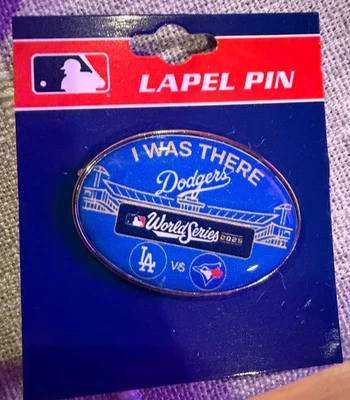 LAPEL PIN
I WAS THERE
Dodgers
World Series 2025
LA VS